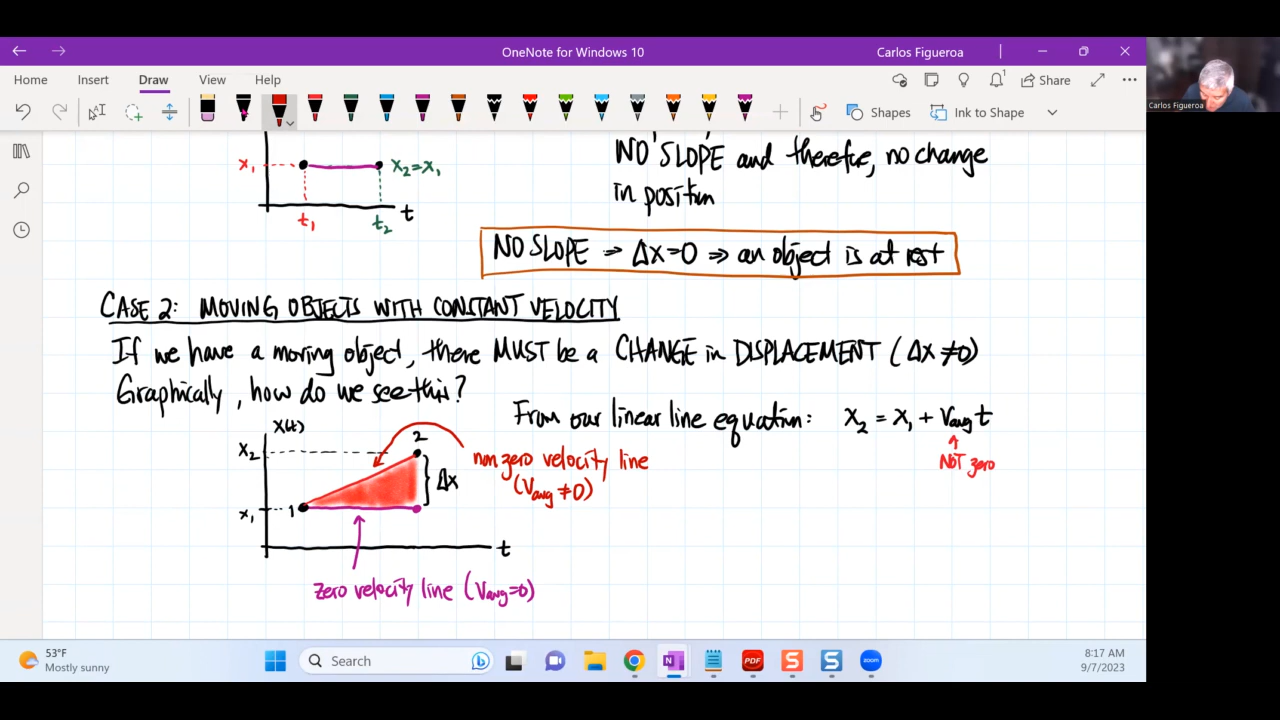 OneNote for Windows 10
Carlos Figueroa
Home Insert Draw View Help
Share
Shapes
Ink to Shape
Carlos Figueroa
x₁
x₂=x₁
t₁
t₂
t
NO SLOPE and therefore, no change
in position
NO SLOPE → Δx=0 ⇒ an object is at rest
CASE 2: MOVING OBJECTS WITH CONSTANT VELOCITY
If we have a moving object, there MUST be a CHANGE in DISPLACEMENT (Δx≠0)
Graphically, how do we see this?
From our linear line equation: x₂ = x₁ + Vavg t
NOT zero
x(t)
x₂
2
Δx
x₁
1
t
non zero velocity line
(Vavg ≠0)
zero velocity line (Vavg=0)
53°F
Mostly sunny
Search
PDF
zoom
8:17 AM
9/7/2023